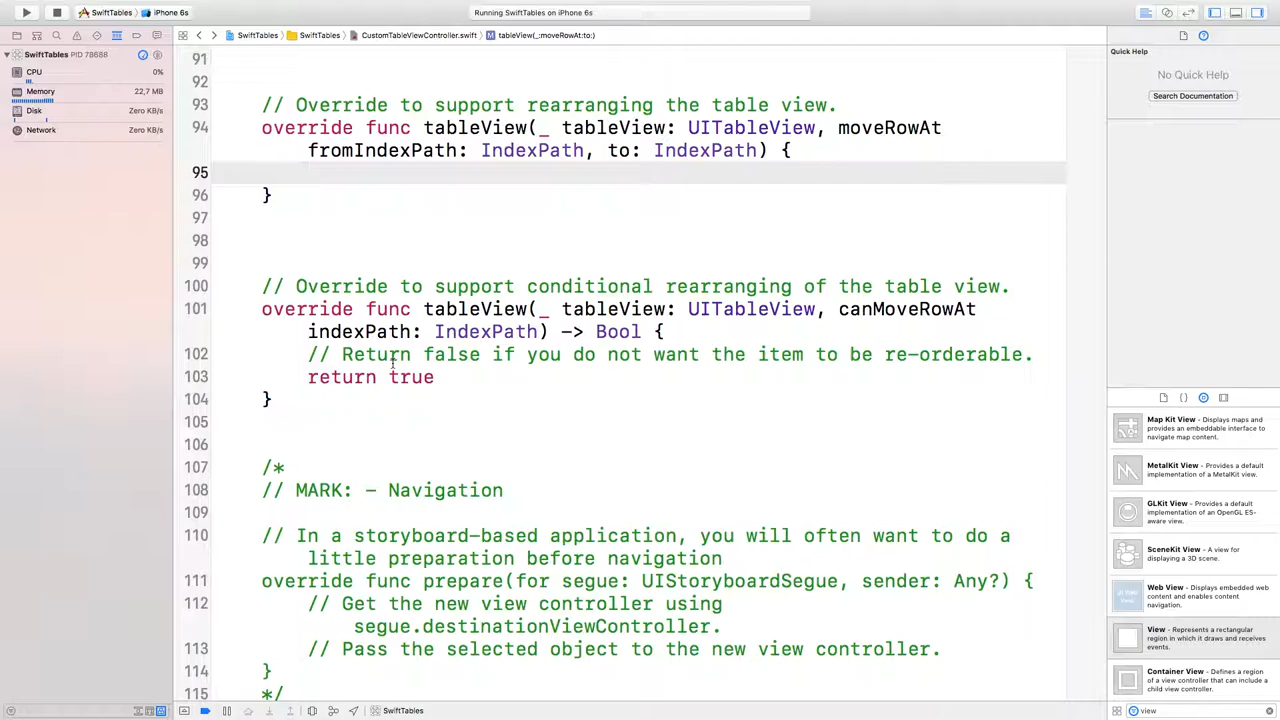 SwiftTables
iPhone 6s
Running SwiftTables on iPhone 6s
SwiftTables
SwiftTables
CustomTableViewController.swift
tableView(_:moveRowAt:to:)
SwiftTables PID 78688
CPU 0%
Memory 22,7 MB
Disk Zero KB/s
Network Zero KB/s
91
92
93 // Override to support rearranging the table view.
94 override func tableView(_ tableView: UITableView, moveRowAt
fromIndexPath: IndexPath, to: IndexPath) {
95
96 }
97
98
99
100 // Override to support conditional rearranging of the table view.
101 override func tableView(_ tableView: UITableView, canMoveRowAt
indexPath: IndexPath) -> Bool {
102 // Return false if you do not want the item to be re-orderable.
103 return true
104 }
105
106
107 /*
108 // MARK: - Navigation
109
110 // In a storyboard-based application, you will often want to do a
little preparation before navigation
111 override func prepare(for segue: UIStoryboardSegue, sender: Any?) {
112 // Get the new view controller using
segue.destinationViewController.
113 // Pass the selected object to the new view controller.
114 }
115 */
SwiftTables
Quick Help
No Quick Help
Search Documentation
Map Kit View - Displays maps and
provides an embeddable interface to
navigate map content.
MetalKit View - Provides a default
implementation of a MetalKit view.
GLKit View - Provides a default
implementation of an OpenGL ES-
aware view.
SceneKit View - A view for
displaying a 3D scene.
Web View - Displays embedded web
content and enables content
navigation.
View - Represents a rectangular
region in which it draws and receives
events.
Container View - Defines a region
of a view controller that can include a
child view controller.
view